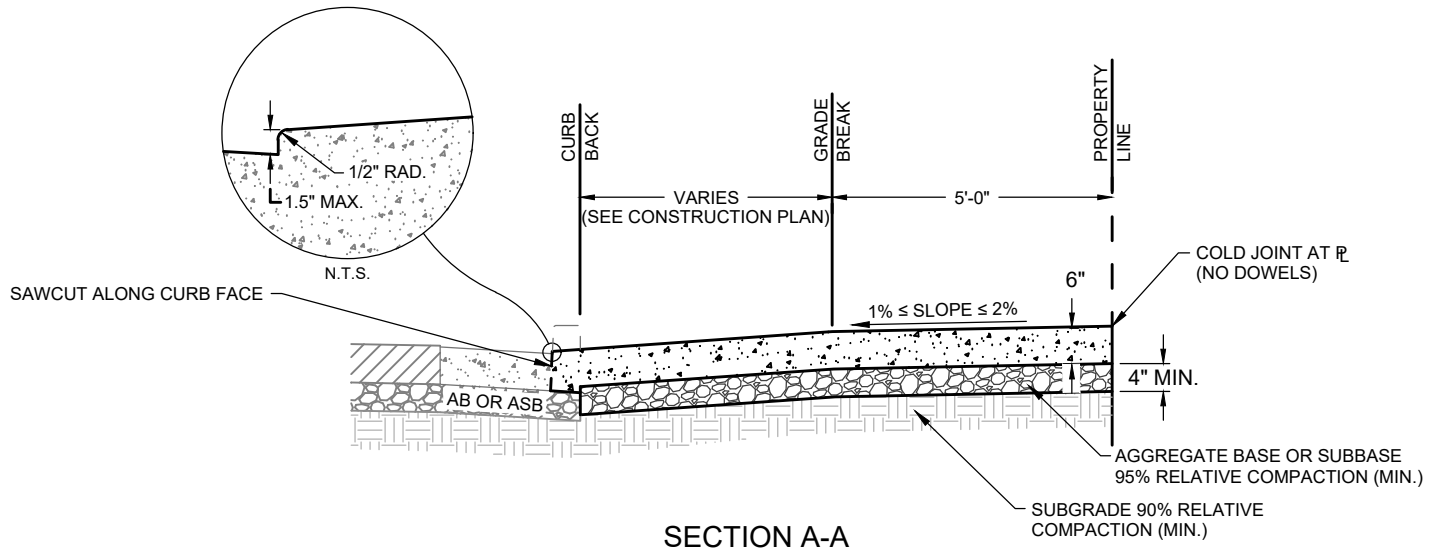 CURB
BACK
GRADE
BREAK
PROPERTY
LINE
1/2" RAD.
1.5" MAX.
N.T.S.
VARIES
(SEE CONSTRUCTION PLAN)
5'-0"
SAWCUT ALONG CURB FACE
COLD JOINT AT ⅊
(NO DOWELS)
6"
1% ≤ SLOPE ≤ 2%
4" MIN.
AB OR ASB
AGGREGATE BASE OR SUBBASE
95% RELATIVE COMPACTION (MIN.)
SUBGRADE 90% RELATIVE
COMPACTION (MIN.)
SECTION A-A